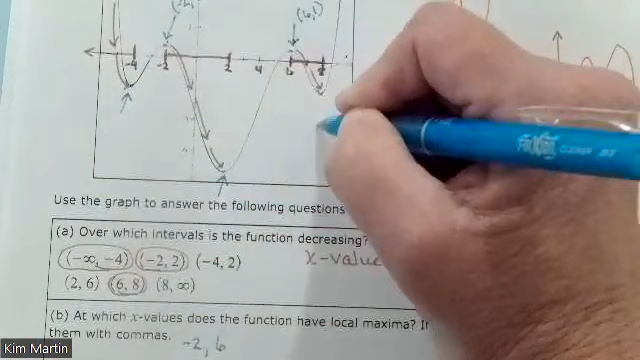 (6,1)
-4 -2 2 4 6 8
Use the graph to answer the following questions
(a) Over which intervals is the function decreasing?
(-∞, -4) (-2, 2) (-4, 2)
x-value
(2, 6) (6, 8) (8, ∞)
(b) At which x-values does the function have local maxima? If
them with commas. -2, 6
Kim Martin